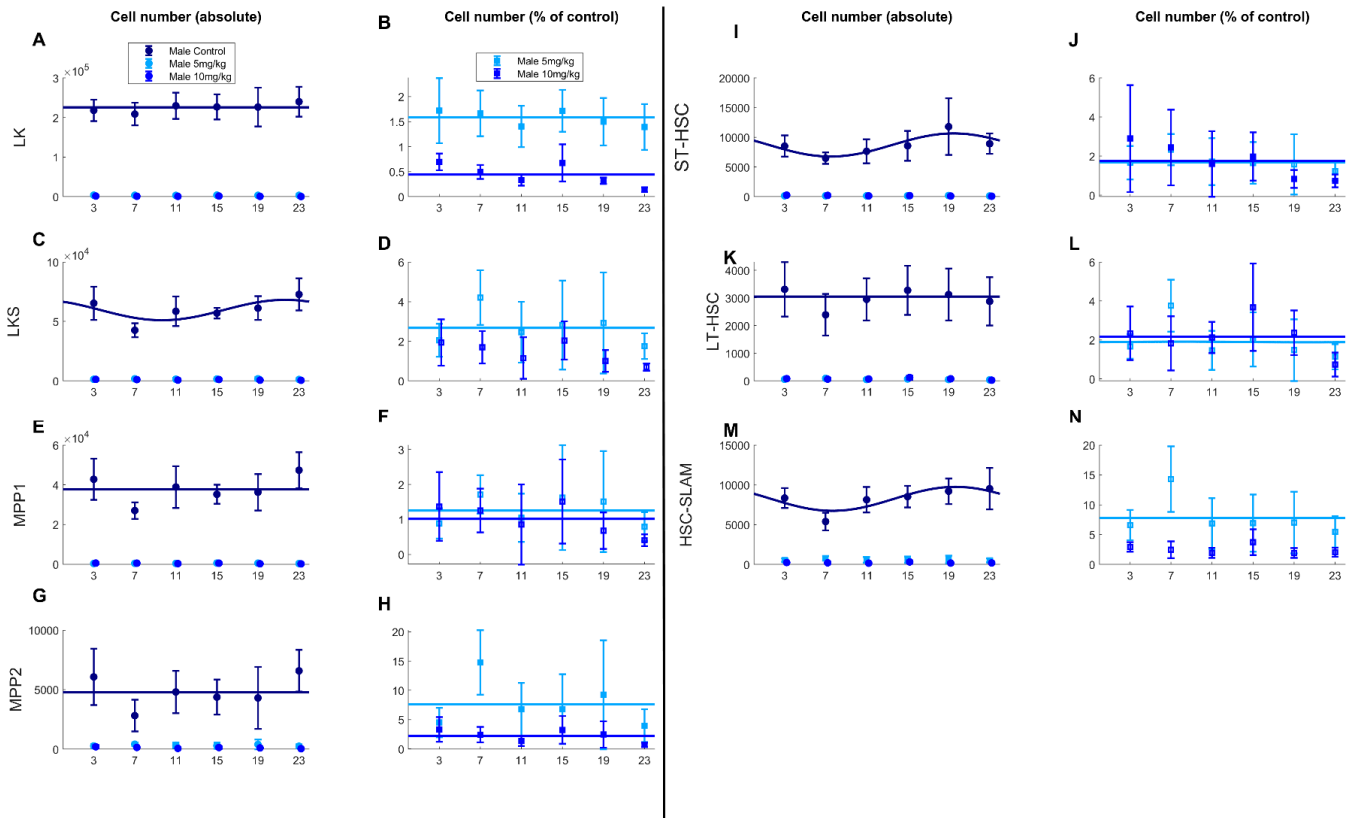 Cell number (absolute)
Cell number (% of control)
Cell number (absolute)
Cell number (% of control)
A
Male Control
Male 5mg/kg
Male 10mg/kg
× 10^5
3
2
1
0
LK
3 7 11 15 19 23
B
Male 5mg/kg
Male 10mg/kg
2
1.5
1
0.5
0
3 7 11 15 19 23
C
× 10^4
10
5
0
LKS
3 7 11 15 19 23
D
6
4
2
0
3 7 11 15 19 23
E
× 10^4
6
4
2
0
MPP1
3 7 11 15 19 23
F
3
2
1
0
3 7 11 15 19 23
G
10000
5000
0
MPP2
3 7 11 15 19 23
H
20
15
10
5
0
3 7 11 15 19 23
I
20000
15000
10000
5000
0
ST-HSC
3 7 11 15 19 23
J
6
4
2
0
3 7 11 15 19 23
K
4000
3000
2000
1000
0
LT-HSC
3 7 11 15 19 23
L
6
4
2
0
3 7 11 15 19 23
M
15000
10000
5000
0
HSC-SLAM
3 7 11 15 19 23
N
20
15
10
5
0
3 7 11 15 19 23